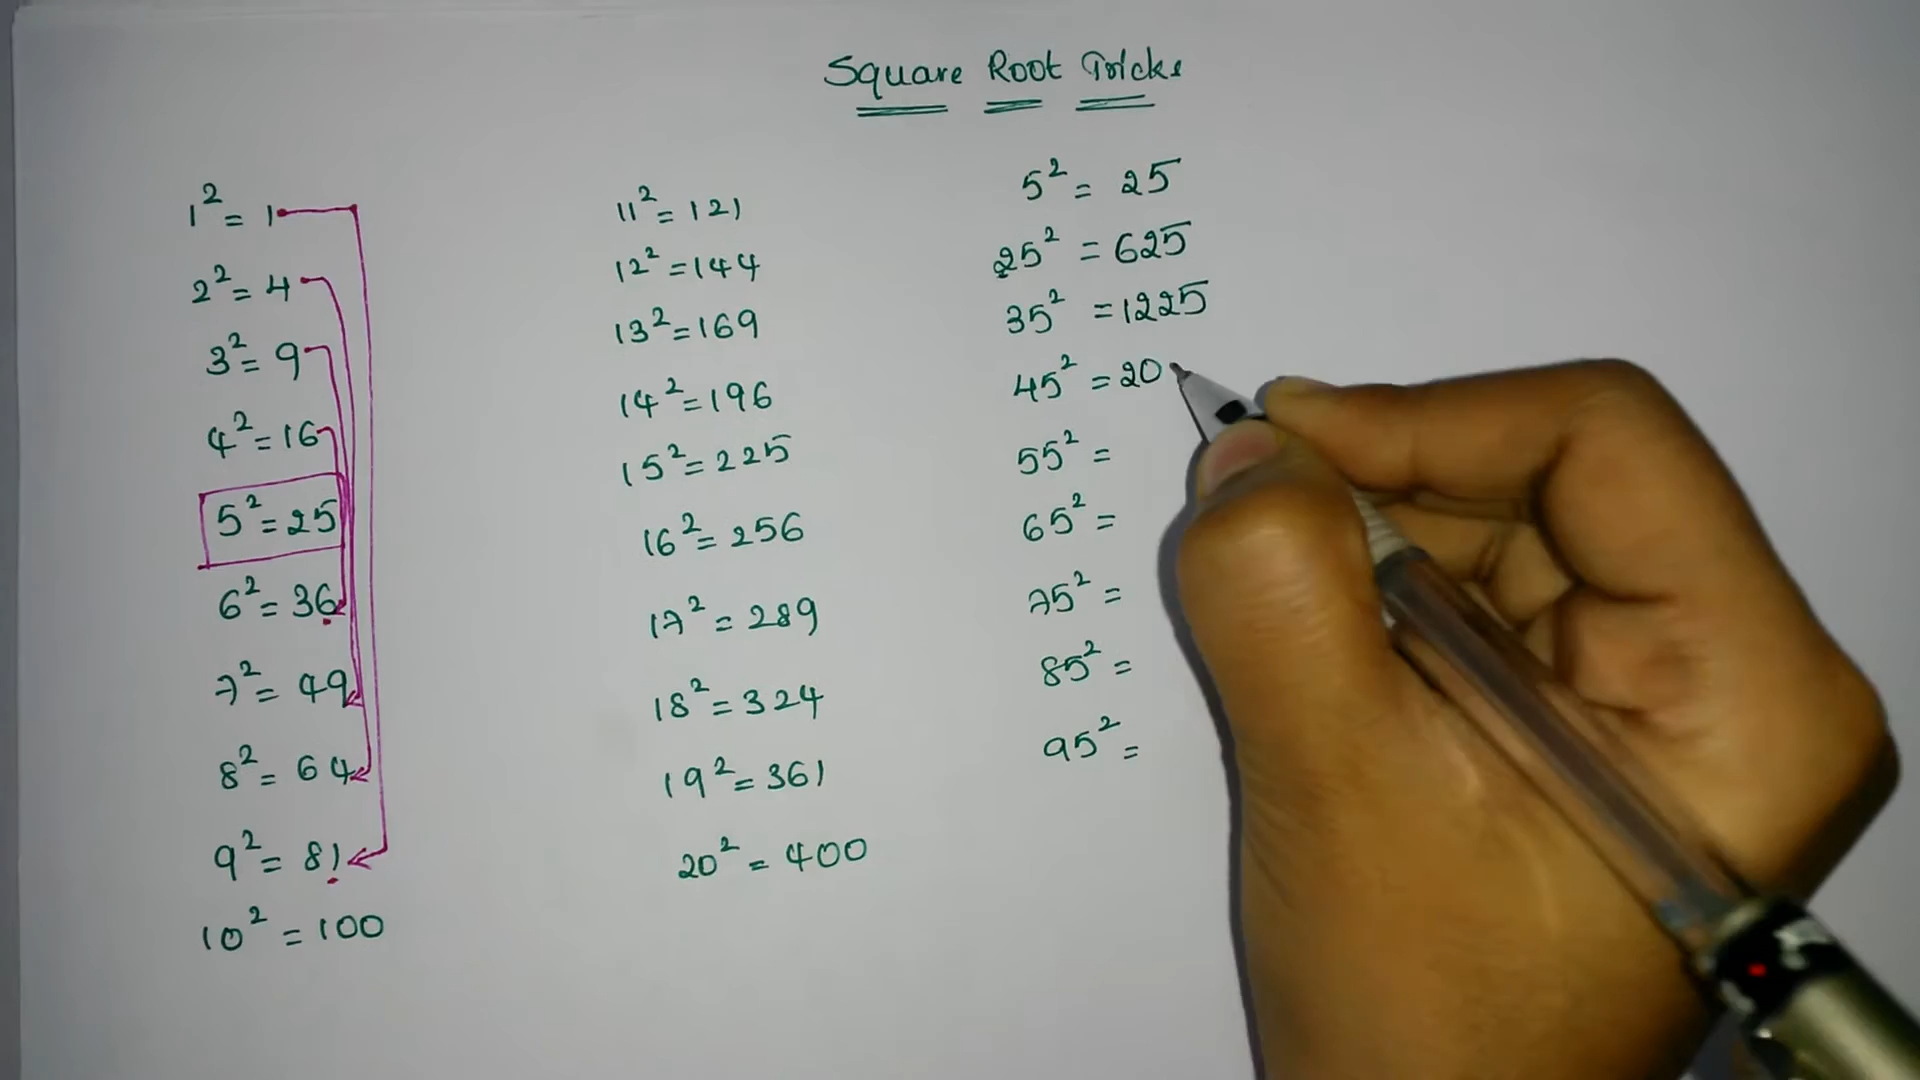 Square Root Tricks
1² = 1
2² = 4
3² = 9
4² = 16
5² = 25
6² = 36
7² = 49
8² = 64
9² = 81
10² = 100
11² = 121
12² = 144
13² = 169
14² = 196
15² = 225
16² = 256
17² = 289
18² = 324
19² = 361
20² = 400
5² = 25
25² = 625
35² = 1225
45² = 20
55² =
65² =
75² =
85² =
95² =